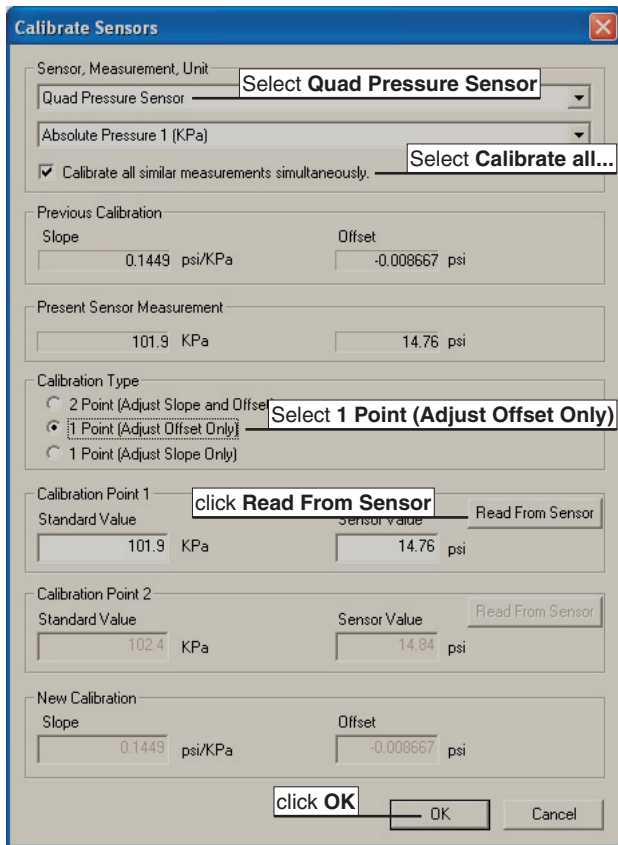 Calibrate Sensors
Sensor, Measurement, Unit
Select Quad Pressure Sensor
Quad Pressure Sensor
Absolute Pressure 1 (KPa)
Select Calibrate all...
Calibrate all similar measurements simultaneously.
Previous Calibration
Slope Offset
0.1449 psi/KPa -0.008667 psi
Present Sensor Measurement
101.9 KPa 14.76 psi
Calibration Type
2 Point (Adjust Slope and Offset)
Select 1 Point (Adjust Offset Only)
1 Point (Adjust Offset Only)
1 Point (Adjust Slope Only)
Calibration Point 1
click Read From Sensor
Read From Sensor
Standard Value Sensor Value
101.9 KPa 14.76 psi
Calibration Point 2
Read From Sensor
Standard Value Sensor Value
102.4 KPa 14.84 psi
New Calibration
Slope Offset
0.1449 psi/KPa -0.008667 psi
click OK
OK Cancel